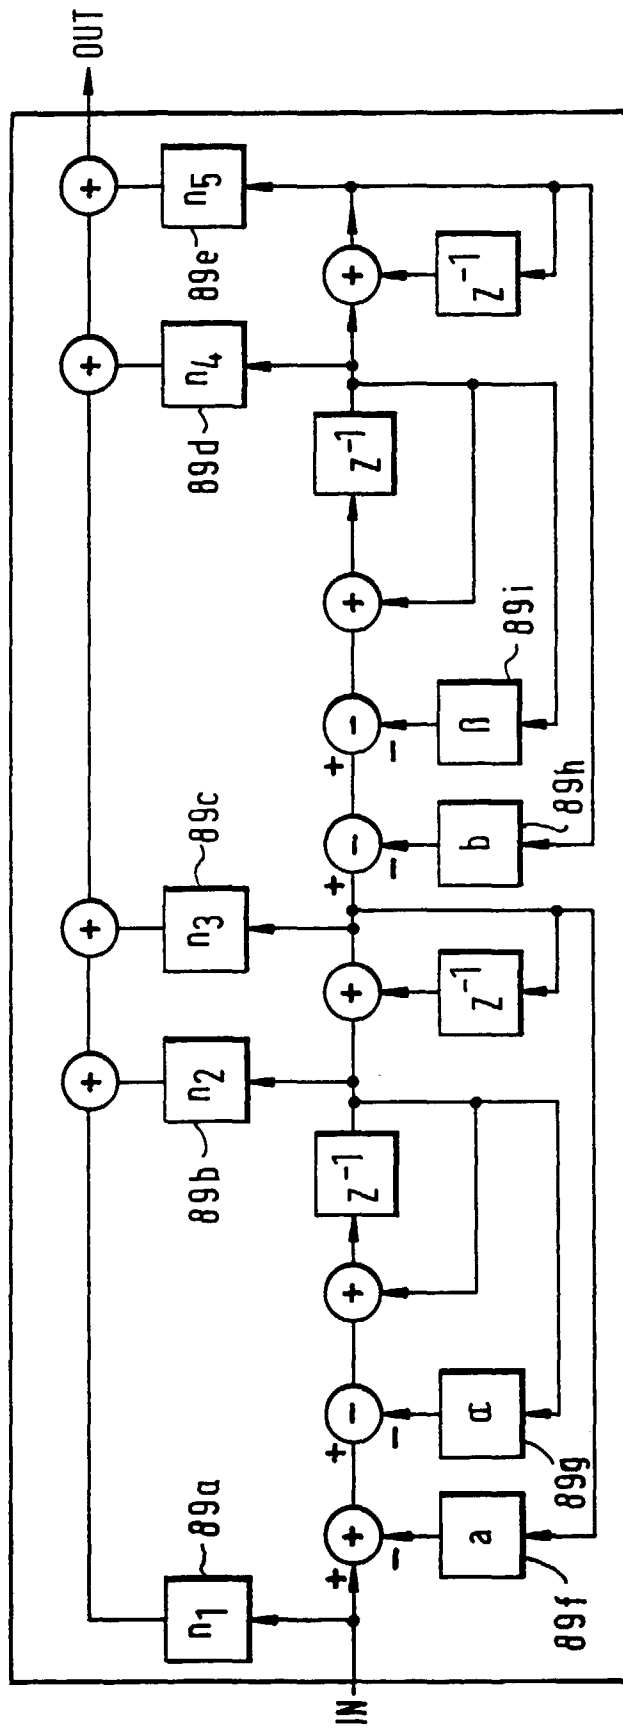 + + + + OUT
n₁ 89a
n₂ 89b
n₃ 89c
n₄ 89d
n₅ 89e
IN + + + − + z⁻¹ + + − + − + z⁻¹ +
− a 89f
− α 89g
z⁻¹
− b 89h
− β 89i
z⁻¹